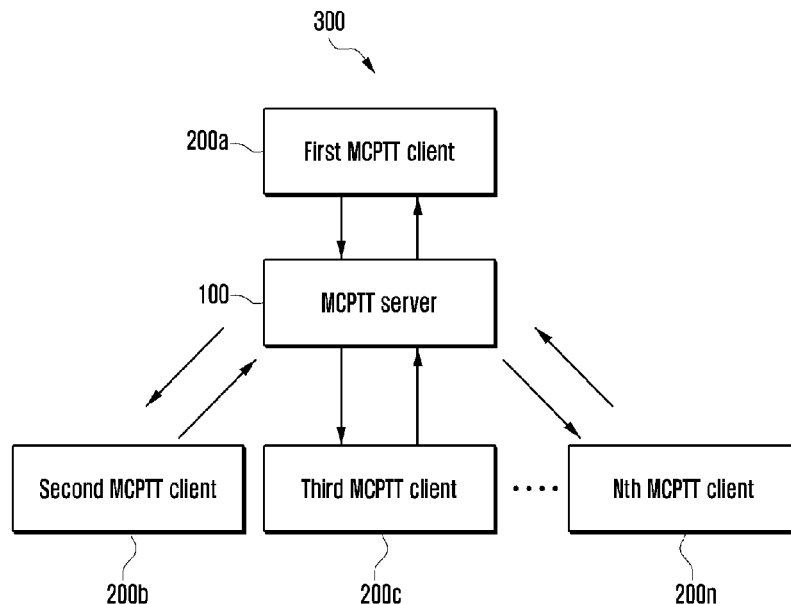 300
200a
First MCPTT client
100
MCPTT server
Second MCPTT client
Third MCPTT client
Nth MCPTT client
200b
200c
200n